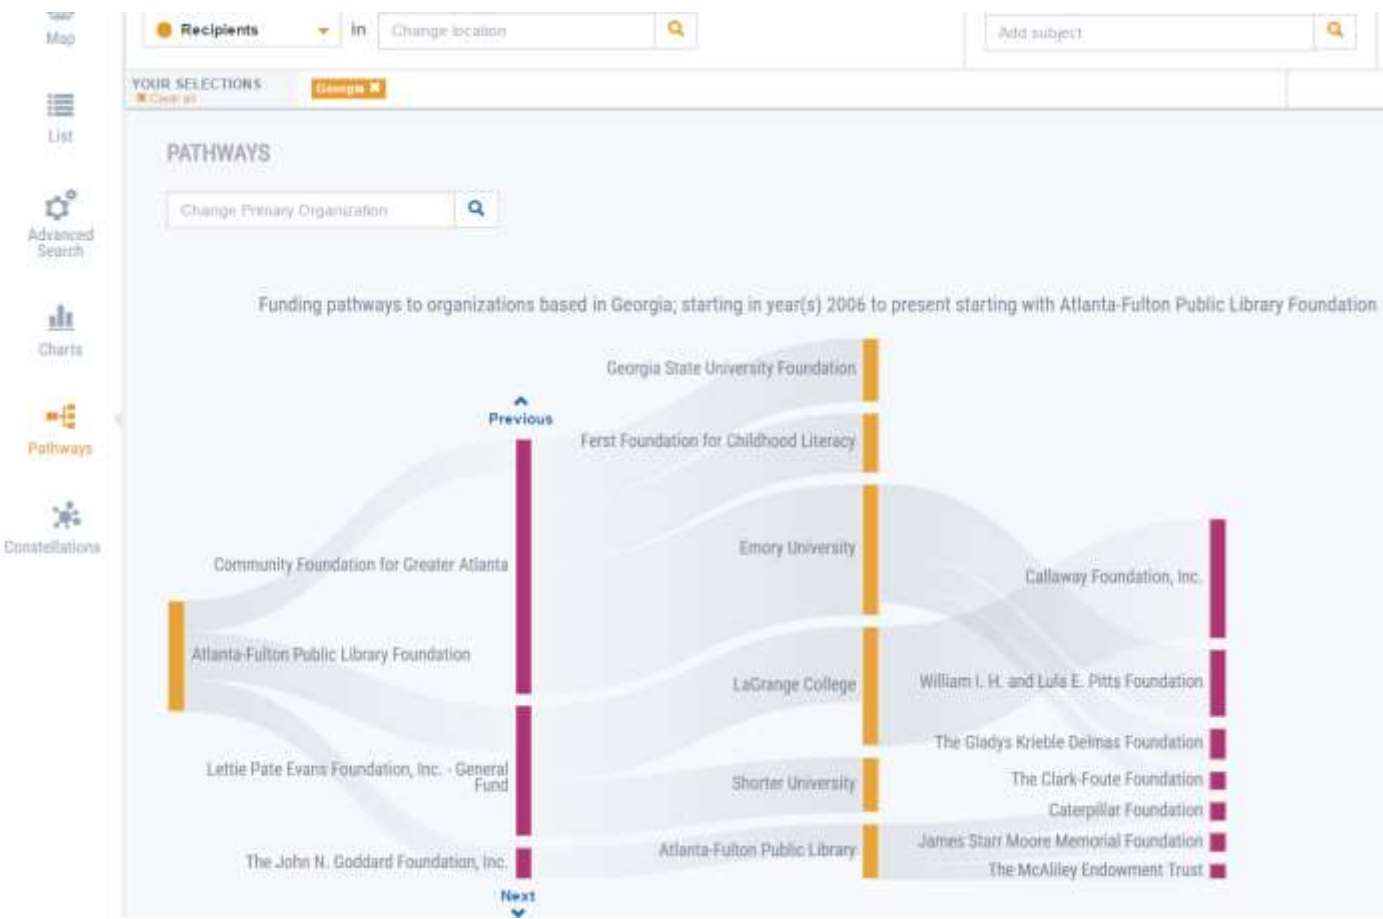 Map
Recipients
in
Change location
Add subject
YOUR SELECTIONS
Clear all
Georgia
List
PATHWAYS
Change Primary Organization
Advanced
Search
Funding pathways to organizations based in Georgia; starting in year(s) 2006 to present starting with Atlanta-Fulton Public Library Foundation
Charts
Georgia State University Foundation
Previous
Ferst Foundation for Childhood Literacy
Pathways
Constellations
Emory University
Community Foundation for Greater Atlanta
Callaway Foundation, Inc.
Atlanta-Fulton Public Library Foundation
LaGrange College
William I. H. and Lula E. Pitts Foundation
The Gladys Krieble Delmas Foundation
Lettie Pate Evans Foundation, Inc. - General
Fund
Shorter University
The Clark-Foute Foundation
Caterpillar Foundation
James Starr Moore Memorial Foundation
Atlanta-Fulton Public Library
The John N. Goddard Foundation, Inc.
The McAliley Endowment Trust
Next